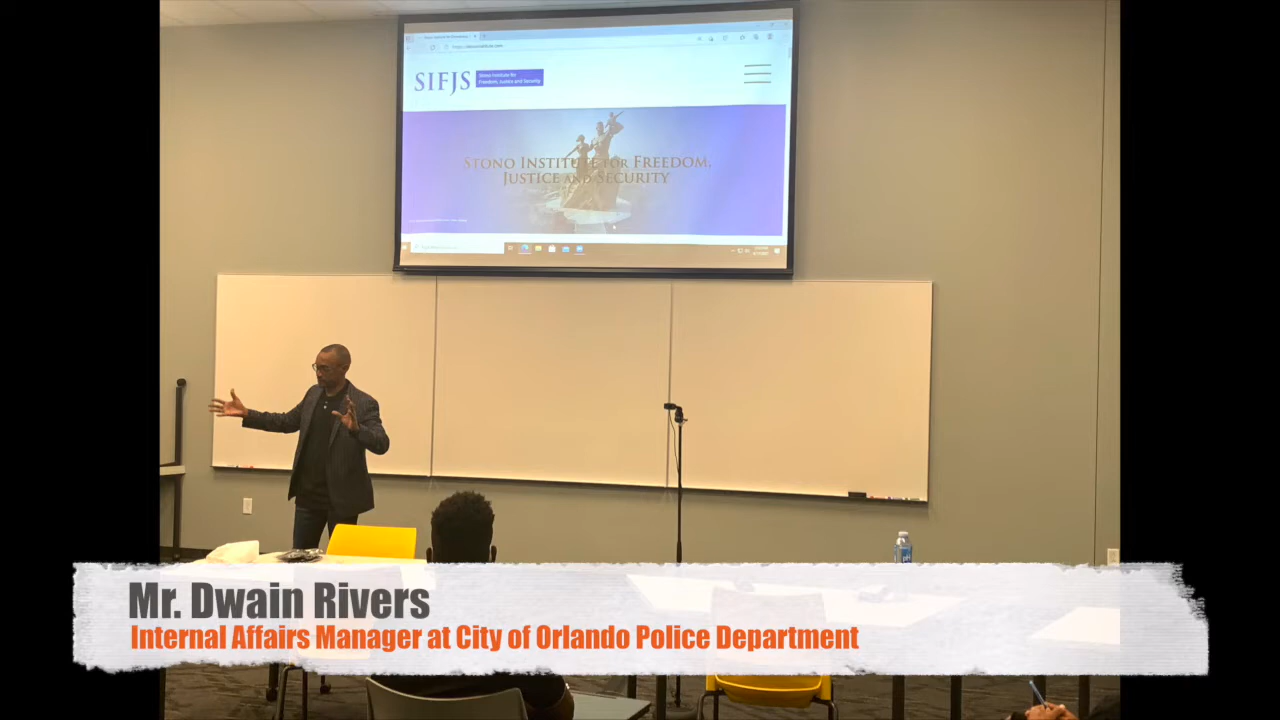 SIFJS
Stono Institute for
Freedom, Justice and Security
STONO INSTITUTE FOR FREEDOM,
JUSTICE AND SECURITY
Mr. Dwain Rivers
Internal Affairs Manager at City of Orlando Police Department